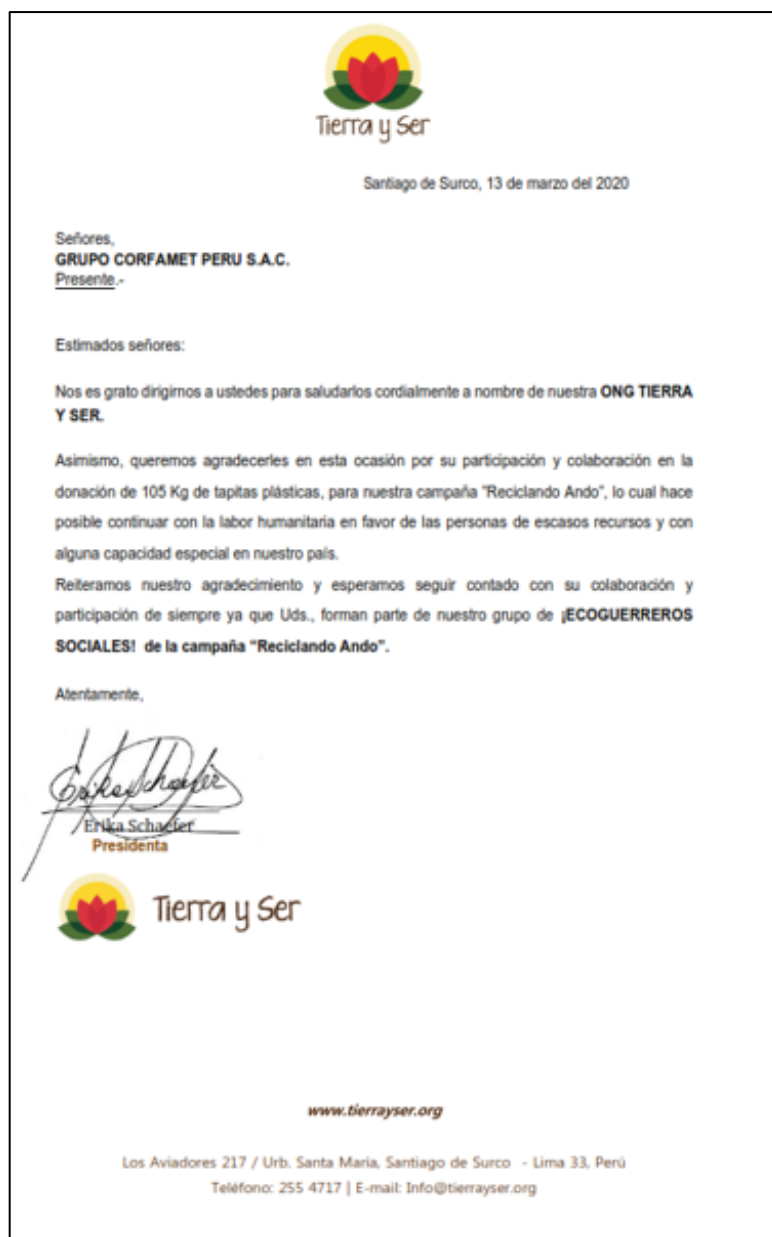 Tierra y Ser
Santiago de Surco, 13 de marzo del 2020
Señores,
GRUPO CORFAMET PERU S.A.C.
Presente.-
Estimados señores:
Nos es grato dirigirnos a ustedes para saludarlos cordialmente a nombre de nuestra ONG TIERRA
Y SER.
Asimismo, queremos agradecerles en esta ocasión por su participación y colaboración en la
donación de 105 Kg de tapitas plásticas, para nuestra campaña "Reciclando Ando", lo cual hace
posible continuar con la labor humanitaria en favor de las personas de escasos recursos y con
alguna capacidad especial en nuestro país.
Reiteramos nuestro agradecimiento y esperamos seguir contado con su colaboración y
participación de siempre ya que Uds., forman parte de nuestro grupo de ¡ECOGUERREROS
SOCIALES! de la campaña "Reciclando Ando".
Atentamente,
Erika Schaefer
Erika Schaefer
Presidenta
Tierra y Ser
www.tierrayser.org
Los Aviadores 217 / Urb. Santa María, Santiago de Surco - Lima 33, Perú
Teléfono: 255 4717 | E-mail: Info@tierrayser.org